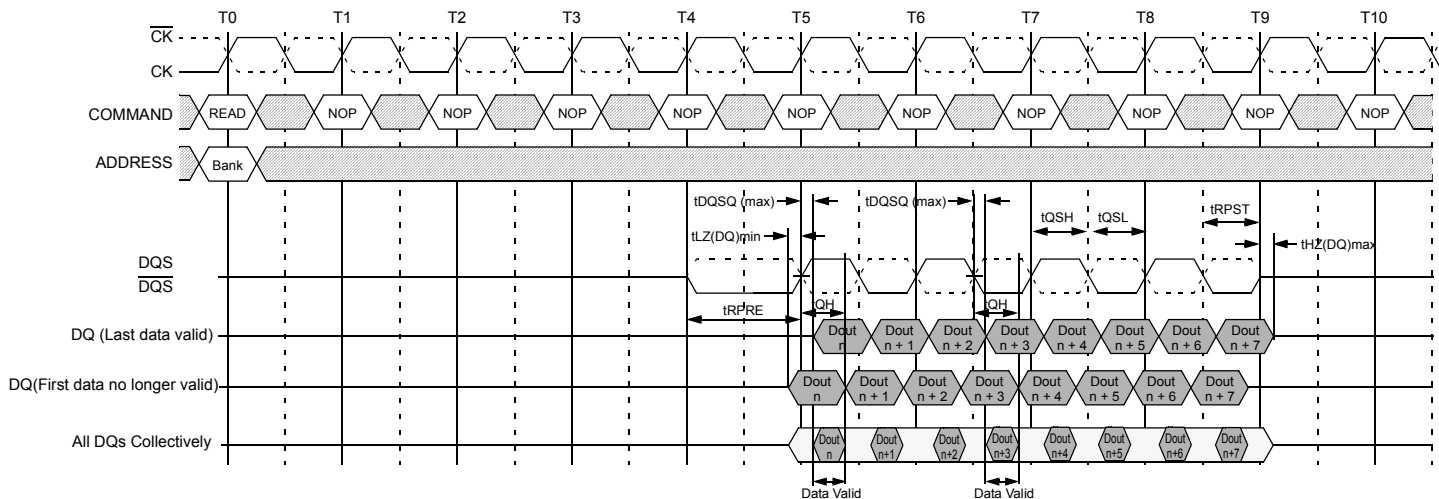 T0 T1 T2 T3 T4 T5 T6 T7 T8 T9 T10
CK
CK
COMMAND READ NOP NOP NOP NOP NOP NOP NOP NOP NOP NOP
ADDRESS Bank
tDQSQ (max) tDQSQ (max) tQSH tQSL tRPST
tLZ(DQ)min tHZ(DQ)max
DQS
DQS
tRPRE tQH tQH
DQ (Last data valid) Dout n Dout n + 1 Dout n + 2 Dout n + 3 Dout n + 4 Dout n + 5 Dout n + 6 Dout n + 7
DQ(First data no longer valid) Dout n Dout n + 1 Dout n + 2 Dout n + 3 Dout n + 4 Dout n + 5 Dout n + 6 Dout n + 7
All DQs Collectively Dout n Dout n+1 Dout n+2 Dout n+3 Dout n+4 Dout n+5 Dout n+6 Dout n+7
Data Valid Data Valid